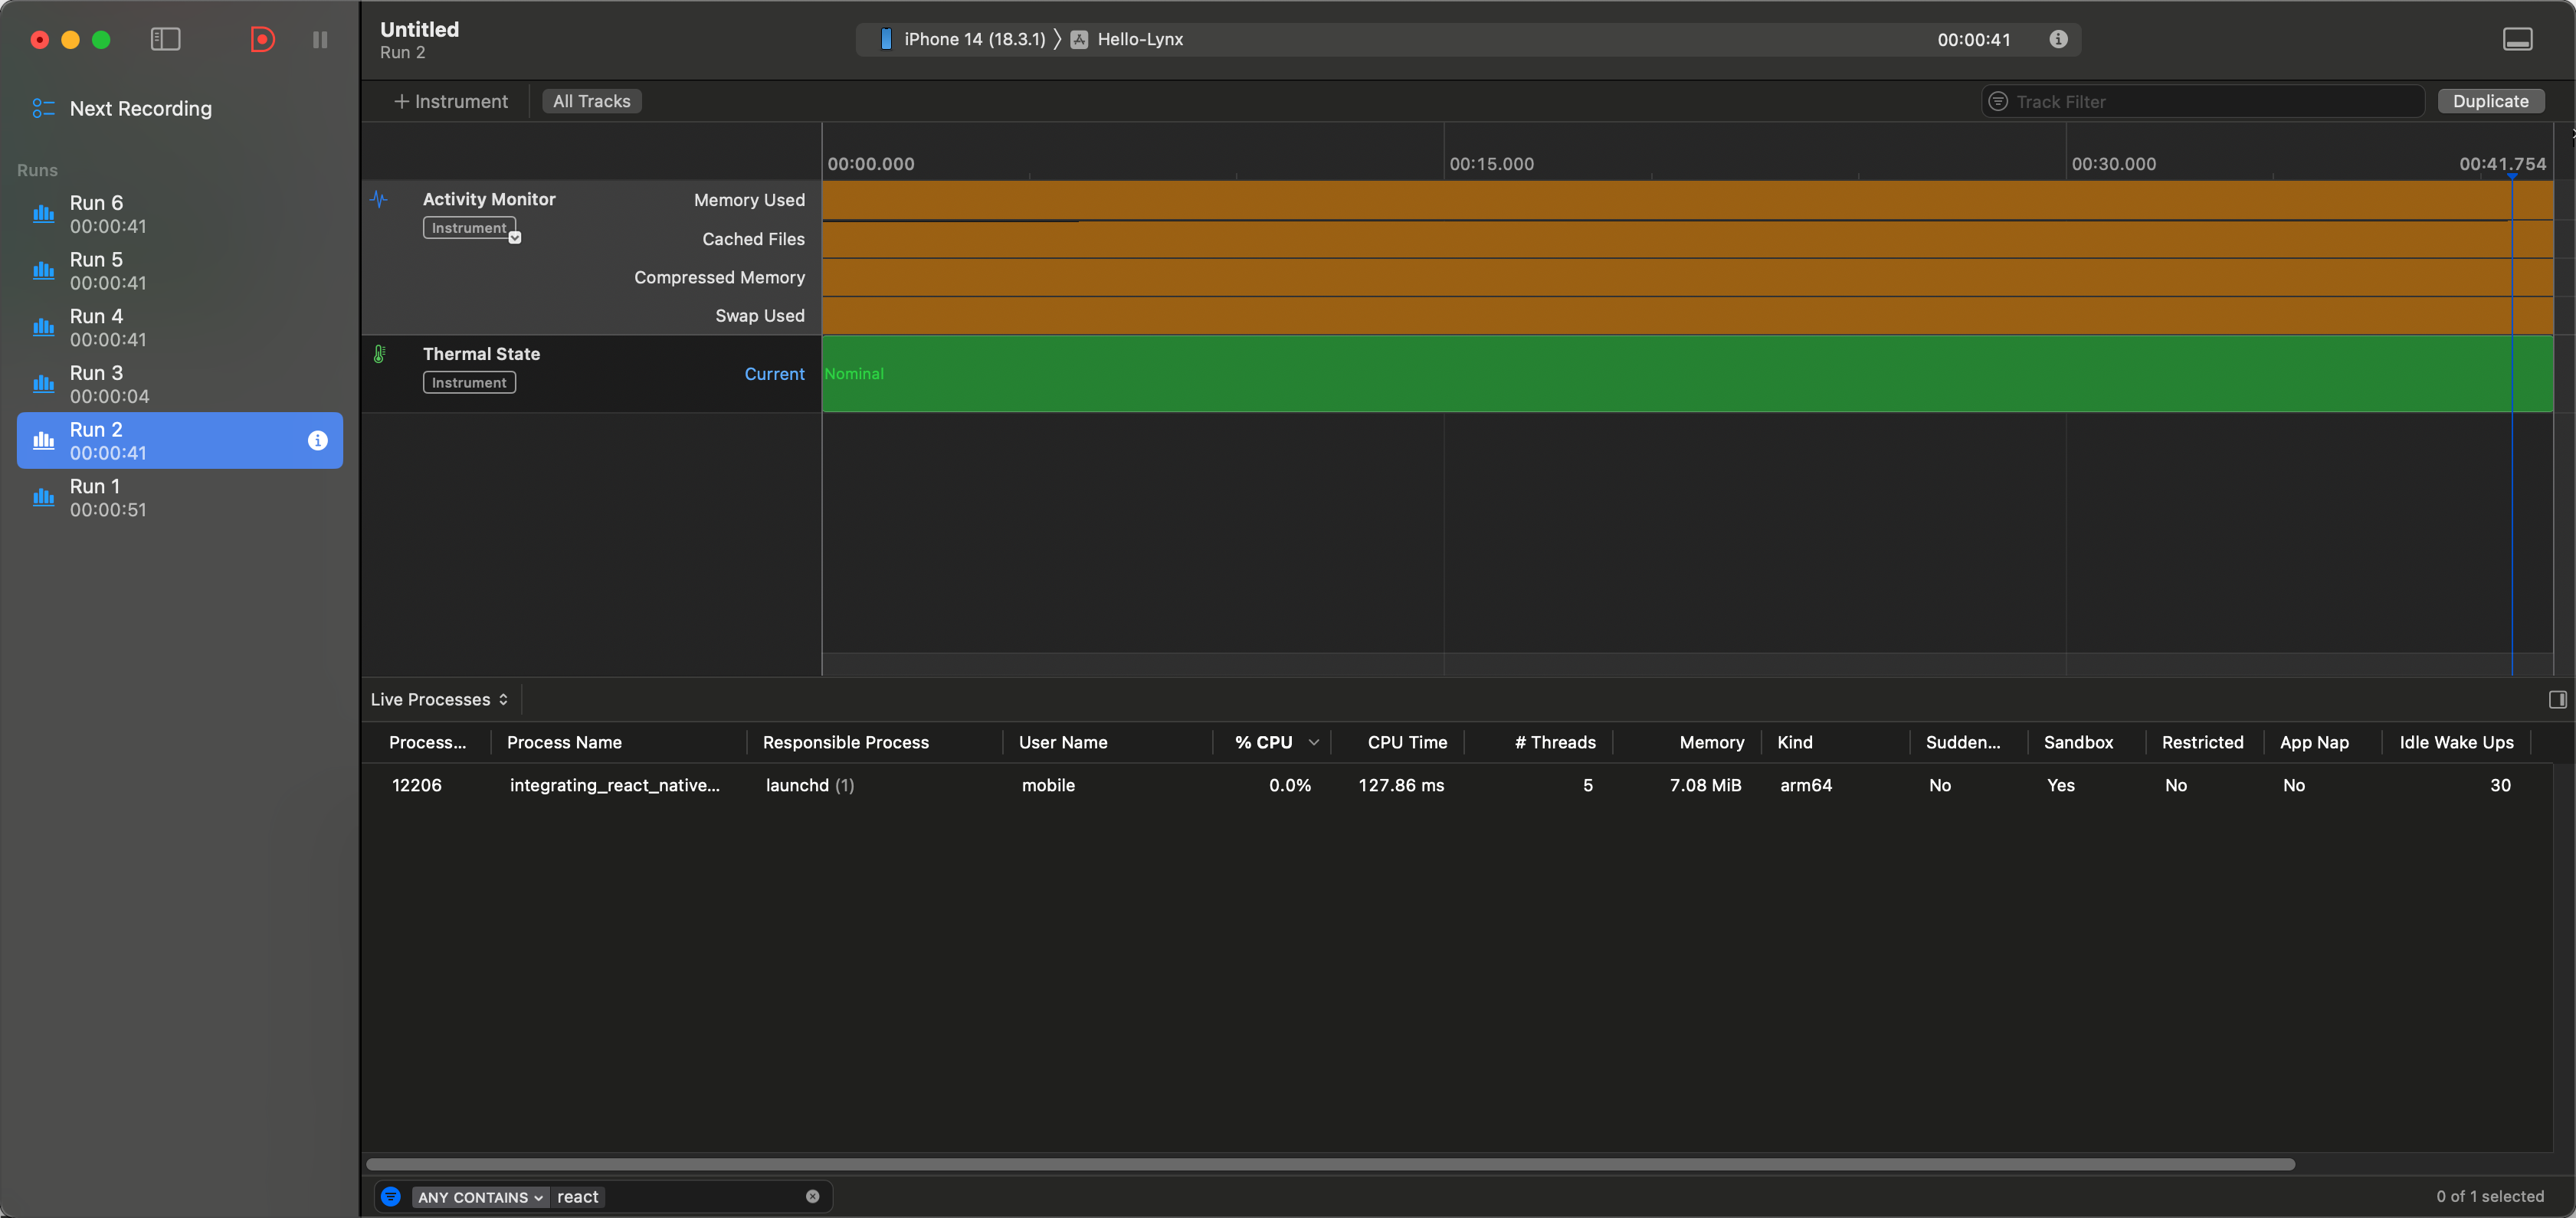 Untitled
Run 2
iPhone 14 (18.3.1) 〉 Hello-Lynx
00:00:41
Next Recording
Runs
Run 6
00:00:41
Run 5
00:00:41
Run 4
00:00:41
Run 3
00:00:04
Run 2
00:00:41
Run 1
00:00:51
+ Instrument
All Tracks
Track Filter
Duplicate
00:00.000
00:15.000
00:30.000
00:41.754
Activity Monitor
Instrument
Memory Used
Cached Files
Compressed Memory
Swap Used
Thermal State
Instrument
Current
Nominal
Live Processes
Process... Process Name Responsible Process User Name % CPU CPU Time # Threads Memory Kind Sudden... Sandbox Restricted App Nap Idle Wake Ups
12206 integrating_react_native... launchd (1) mobile 0.0% 127.86 ms 5 7.08 MiB arm64 No Yes No No 30
ANY CONTAINS react
0 of 1 selected